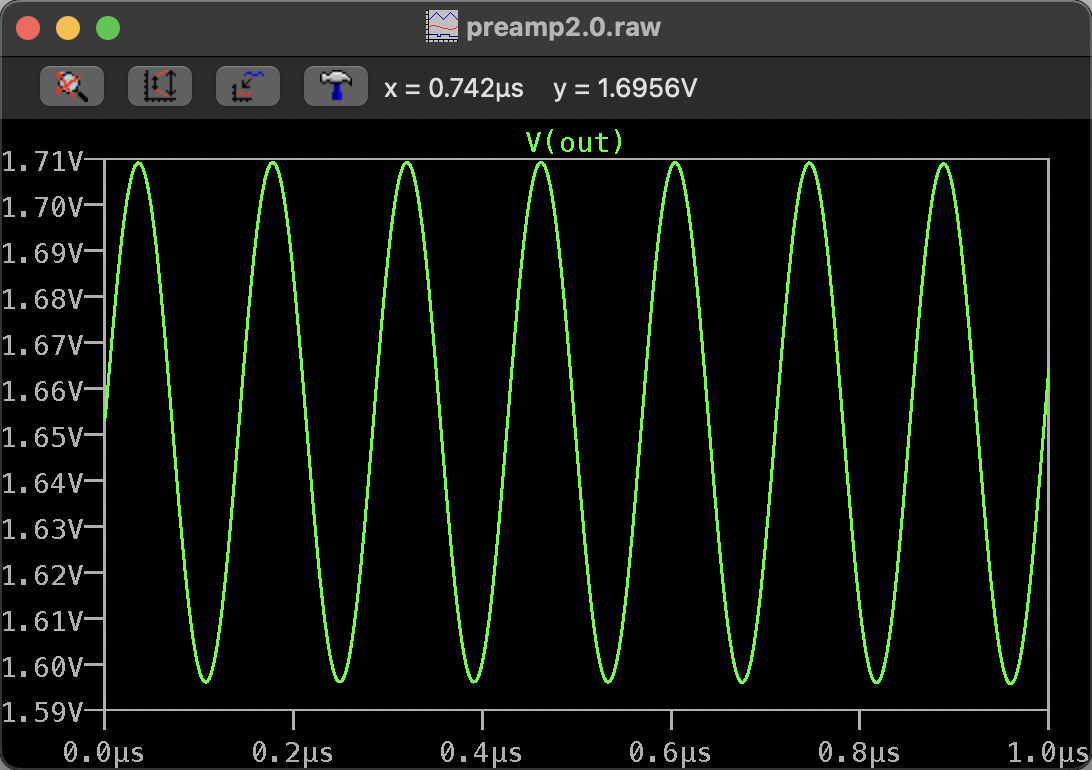 preamp2.0.raw
x = 0.742µs y = 1.6956V
V(out)
1.71V
1.70V
1.69V
1.68V
1.67V
1.66V
1.65V
1.64V
1.63V
1.62V
1.61V
1.60V
1.59V
0.0µs 0.2µs 0.4µs 0.6µs 0.8µs 1.0µs